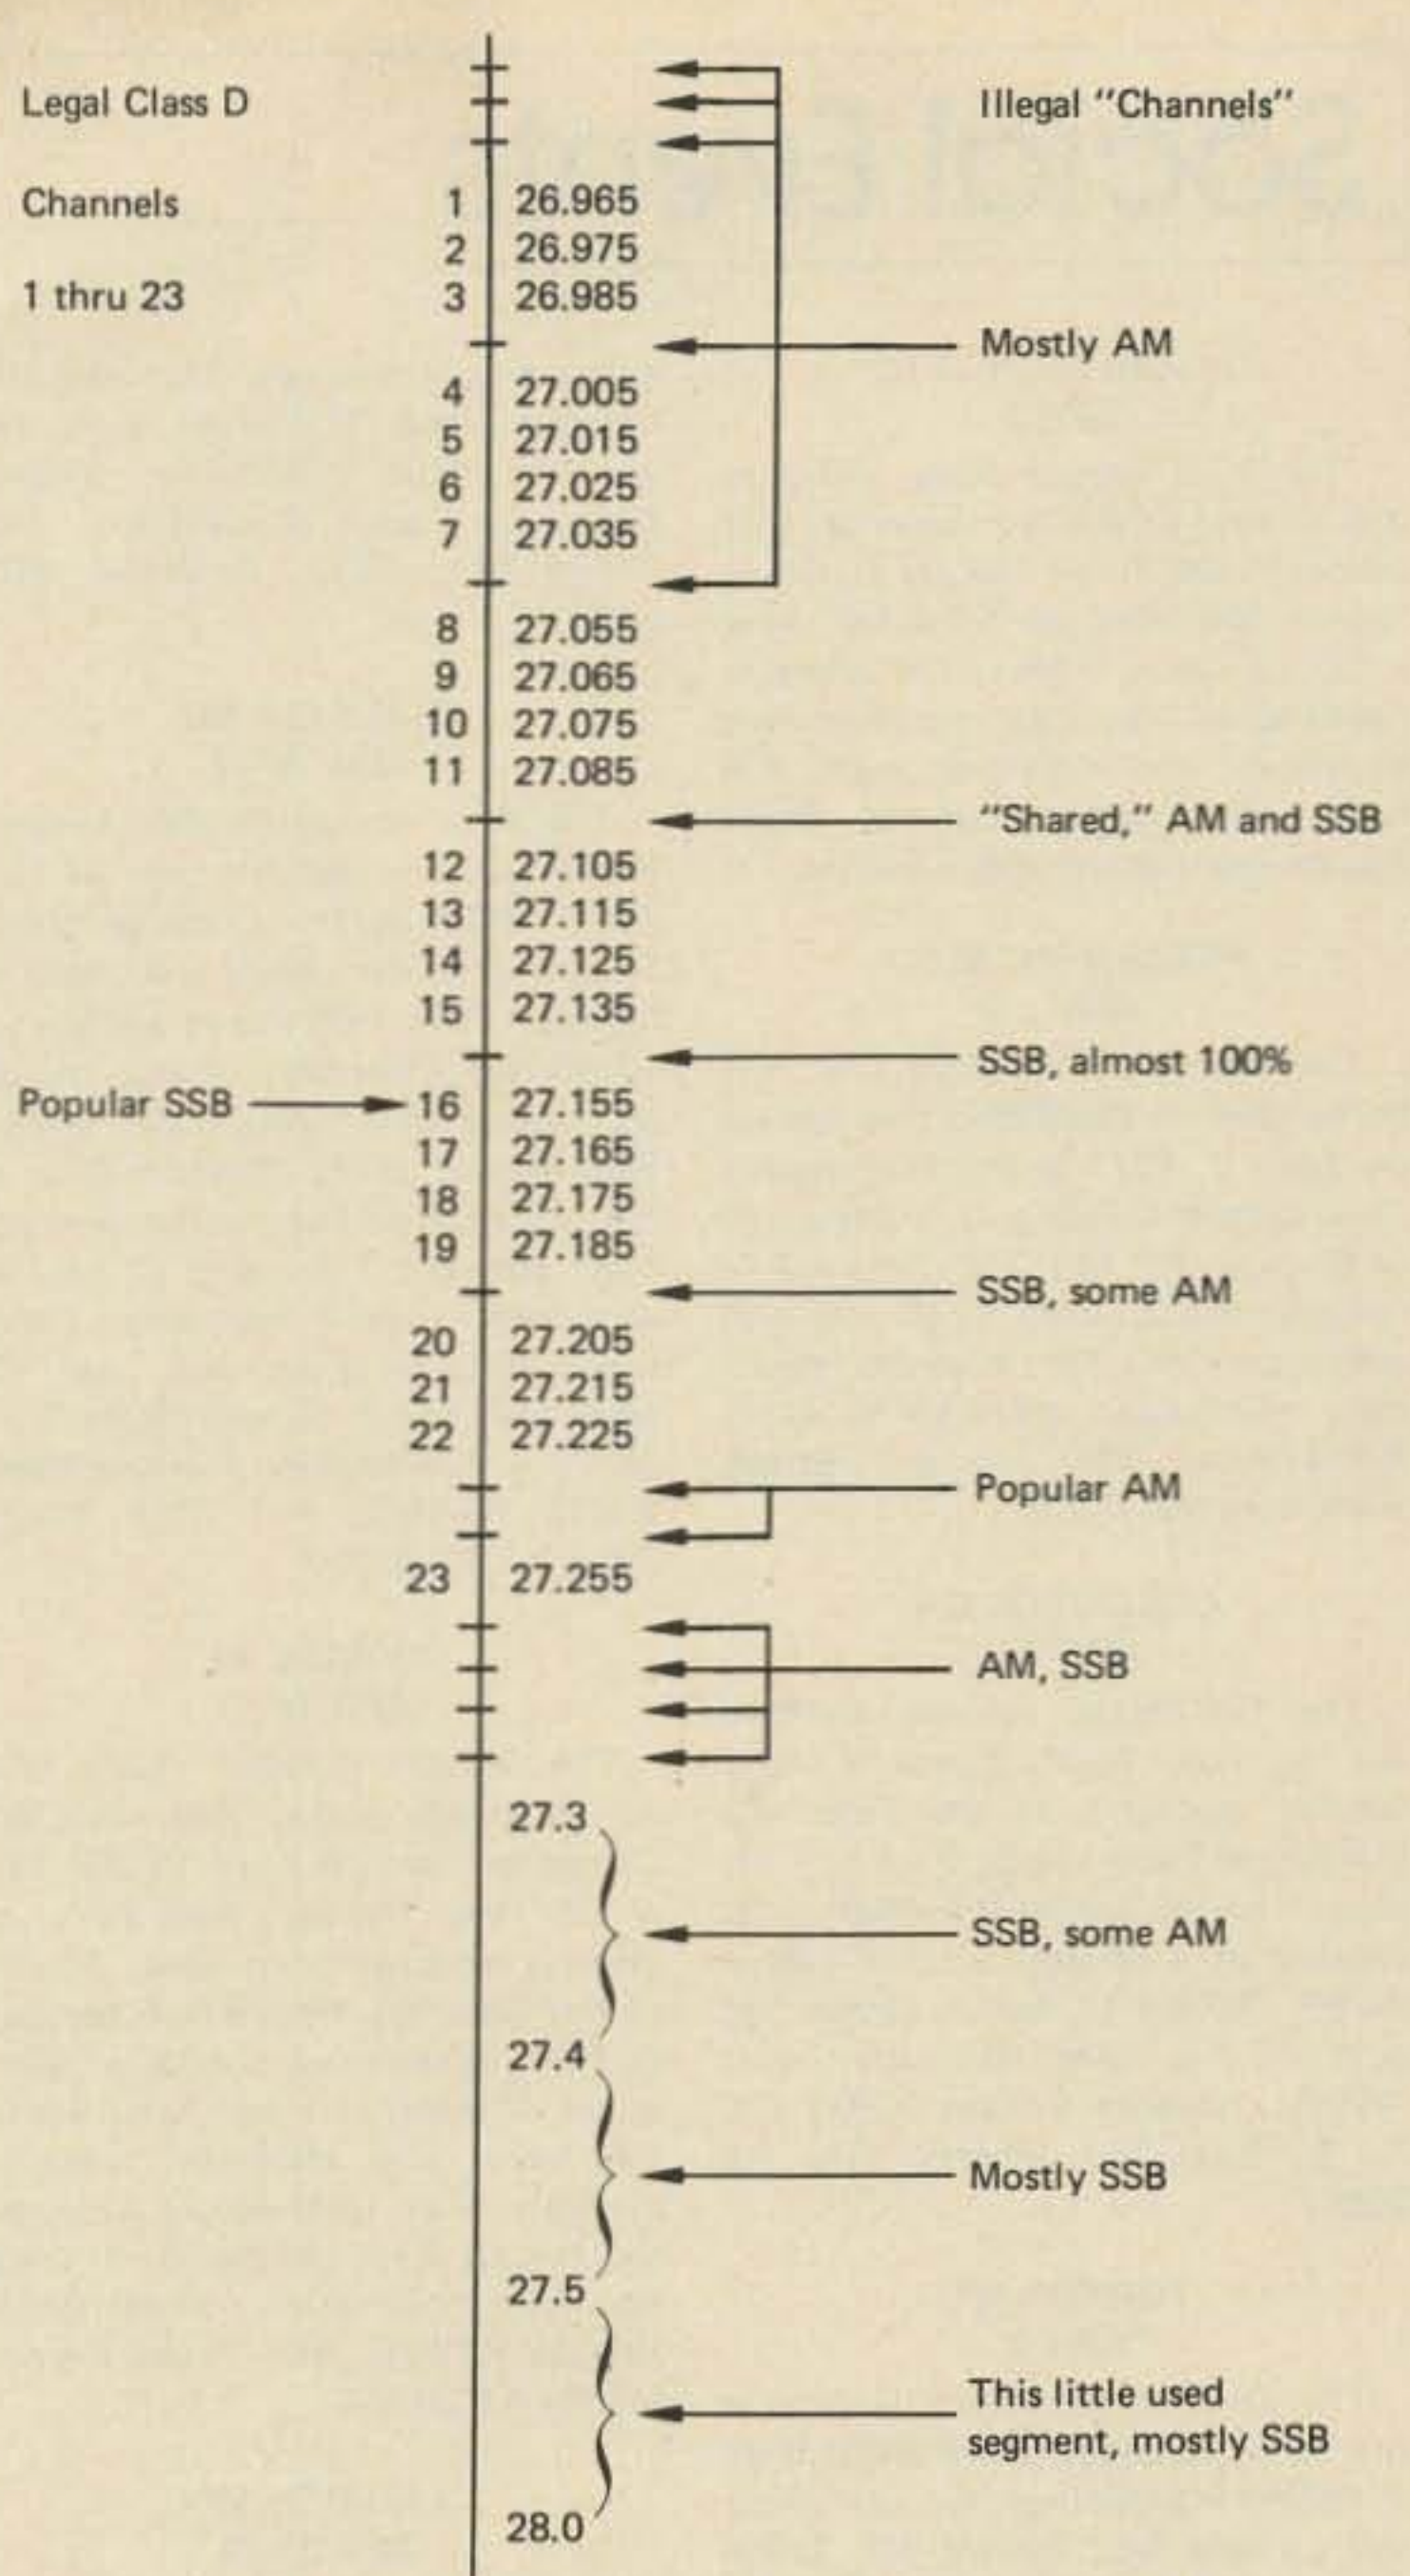 Legal Class D
Illegal "Channels"
Channels 1 26.965
2 26.975
1 thru 23 3 26.985
Mostly AM
4 27.005
5 27.015
6 27.025
7 27.035
8 27.055
9 27.065
10 27.075
11 27.085
"Shared," AM and SSB
12 27.105
13 27.115
14 27.125
15 27.135
SSB, almost 100%
Popular SSB 16 27.155
17 27.165
18 27.175
19 27.185
SSB, some AM
20 27.205
21 27.215
22 27.225
Popular AM
23 27.255
AM, SSB
27.3
SSB, some AM
27.4
Mostly SSB
27.5
This little used
segment, mostly SSB
28.0